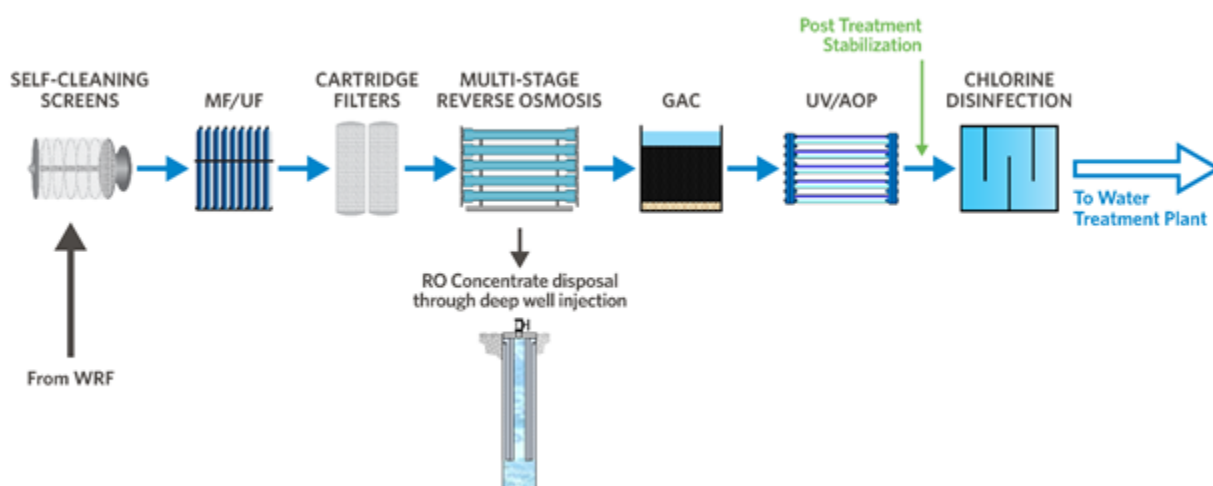 Post Treatment
Stabilization
SELF-CLEANING
SCREENS
MF/UF
CARTRIDGE
FILTERS
MULTI-STAGE
REVERSE OSMOSIS
GAC
UV/AOP
CHLORINE
DISINFECTION
To Water
Treatment Plant
RO Concentrate disposal
through deep well injection
From WRF